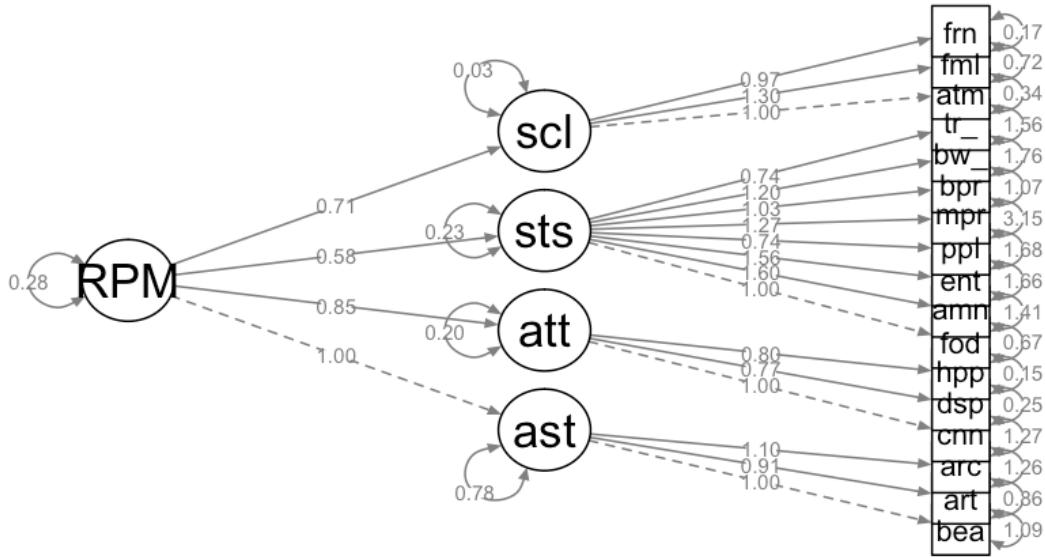 RPM
0.28
0.71
0.58
0.85
1.00
scl
0.03
sts
0.23
att
0.20
ast
0.78
0.97
1.30
1.00
0.74
1.20
1.03
1.27
0.74
1.56
1.60
1.00
0.80
0.77
1.00
1.10
0.91
1.00
frn 0.17
fml 0.72
atm 0.34
tr_ 1.56
bw_ 1.76
bpr 1.07
mpr 3.15
ppl 1.68
ent 1.66
amn 1.41
fod 0.67
hpp 0.15
dsp 0.25
cnn 1.27
arc 1.26
art 0.86
bea 1.09